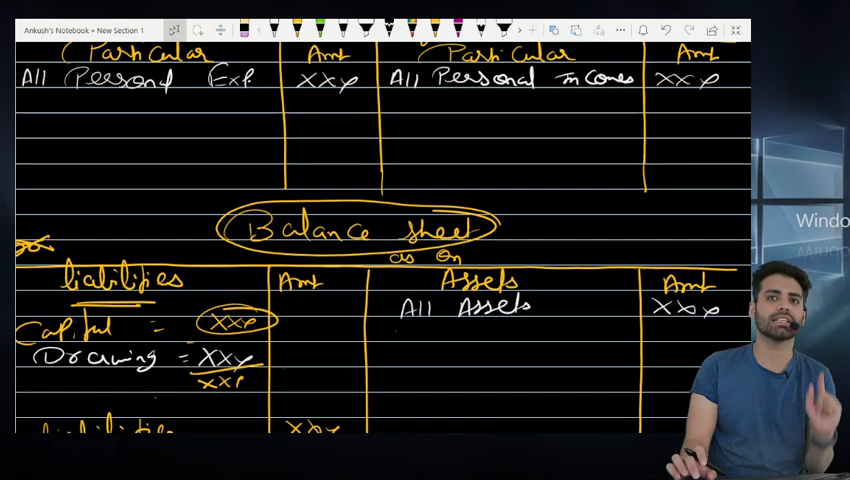 Ankush's Notebook » New Section 1
Particular Amt Particular Amt
All Personal Exp. xxx All Personal Incomes xxx
Balance sheet
as on
liabilities Amt Assets Amt
All Assets xxx
Capital = xxx
Drawing = xxx
xxx
liabilities xxx
Windo